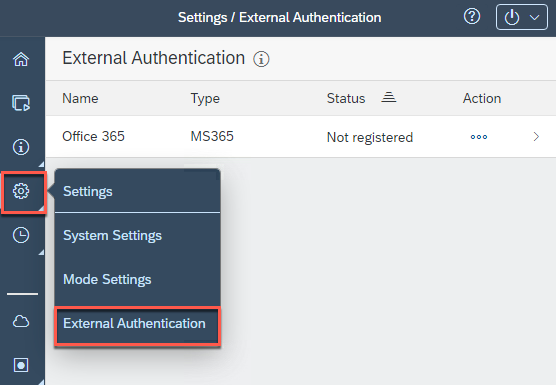 Settings / External Authentication
External Authentication
Name Type Status Action
Office 365 MS365 Not registered
Settings
System Settings
Mode Settings
External Authentication